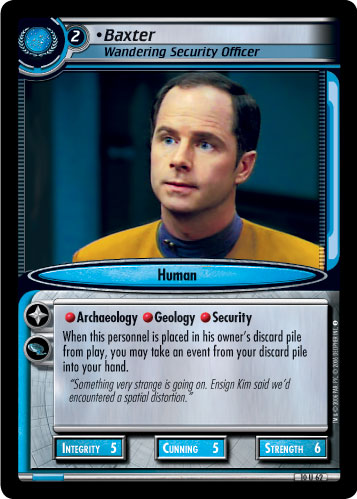 2
•Baxter
Wandering Security Officer
Human
Archaeology Geology Security
When this personnel is placed in his owner's discard pile
from play, you may take an event from your discard pile
into your hand.
"Something very strange is going on. Ensign Kim said we'd
encountered a spatial distortion."
Integrity 5 Cunning 5 Strength 6
10 U 62